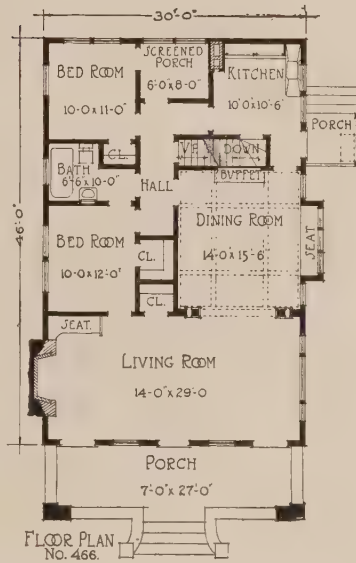 30'-0"
BED ROOM
10-0 X 11-0"
SCREENED
PORCH
6'-0 X 8'-0"
KITCHEN
10'0 X 10'-6"
PORCH
CL.
DOWN
BUFFET
BATH
6'-6 X 10-0"
HALL
46'-0"
DINING ROOM
14-0 X 15-6"
SEAT
BED ROOM
10-0 X 12-0"
CL.
CL.
SEAT.
LIVING ROOM
14-0" X 29'-0
PORCH
7'-0" X 27'-0"
FLOOR PLAN
No. 466.